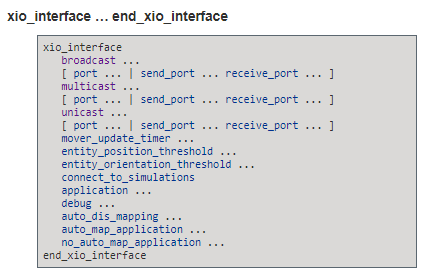 xio_interface ... end_xio_interface
xio_interface
broadcast ...
[ port ... | send_port ... receive_port ... ]
multicast ...
[ port ... | send_port ... receive_port ... ]
unicast ...
[ port ... | send_port ... receive_port ... ]
mover_update_timer ...
entity_position_threshold ...
entity_orientation_threshold ...
connect_to_simulations
application ...
debug ...
auto_dis_mapping ...
auto_map_application ...
no_auto_map_application ...
end_xio_interface